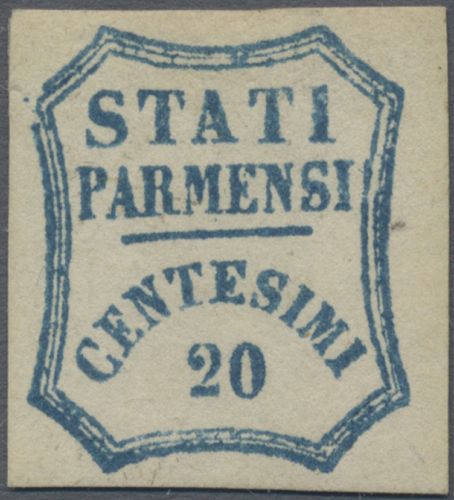 STATI
PARMENSI
CENTESIMI
20